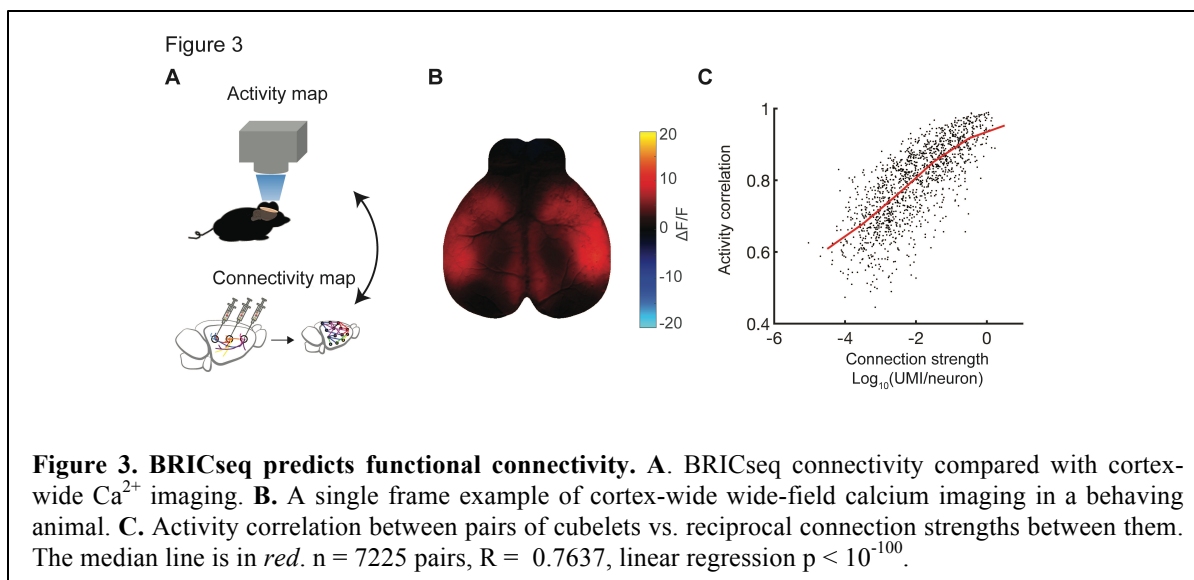 Figure 3
A
B
C
Activity map
Connectivity map
20
10
0
-10
-20
ΔF/F
1
0.8
0.6
0.4
Activity correlation
-6
-4
-2
0
Connection strength
Log10(UMI/neuron)
Figure 3. BRICseq predicts functional connectivity. A. BRICseq connectivity compared with cortex-
wide Ca2+ imaging. B. A single frame example of cortex-wide wide-field calcium imaging in a behaving
animal. C. Activity correlation between pairs of cubelets vs. reciprocal connection strengths between them.
The median line is in red. n = 7225 pairs, R = 0.7637, linear regression p < 10-100.